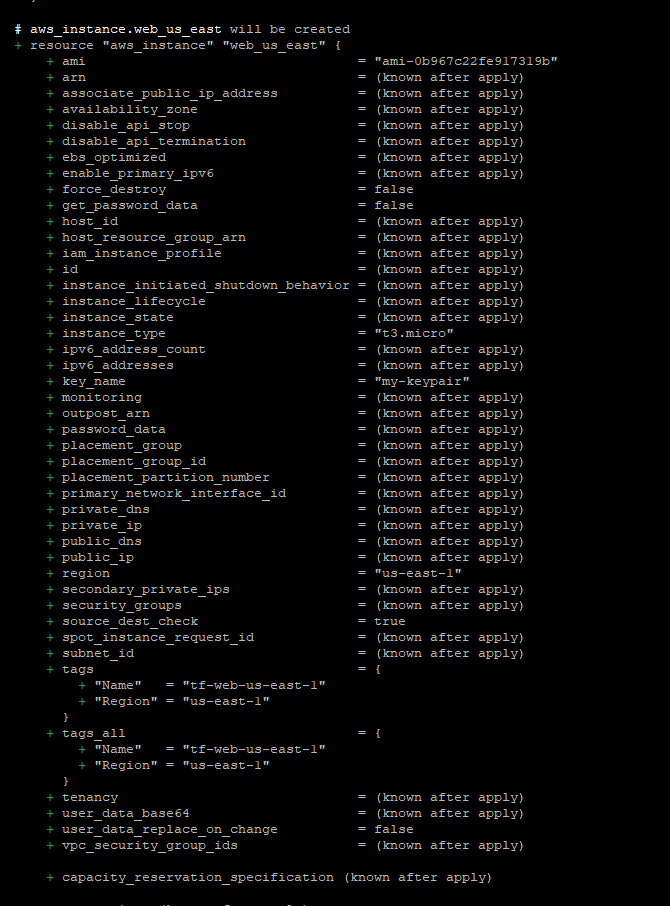 # aws_instance.web_us_east will be created
+ resource "aws_instance" "web_us_east" {
+ ami = "ami-0b967c22fe917319b"
+ arn = (known after apply)
+ associate_public_ip_address = (known after apply)
+ availability_zone = (known after apply)
+ disable_api_stop = (known after apply)
+ disable_api_termination = (known after apply)
+ ebs_optimized = (known after apply)
+ enable_primary_ipv6 = (known after apply)
+ force_destroy = false
+ get_password_data = false
+ host_id = (known after apply)
+ host_resource_group_arn = (known after apply)
+ iam_instance_profile = (known after apply)
+ id = (known after apply)
+ instance_initiated_shutdown_behavior = (known after apply)
+ instance_lifecycle = (known after apply)
+ instance_state = (known after apply)
+ instance_type = "t3.micro"
+ ipv6_address_count = (known after apply)
+ ipv6_addresses = (known after apply)
+ key_name = "my-keypair"
+ monitoring = (known after apply)
+ outpost_arn = (known after apply)
+ password_data = (known after apply)
+ placement_group = (known after apply)
+ placement_group_id = (known after apply)
+ placement_partition_number = (known after apply)
+ primary_network_interface_id = (known after apply)
+ private_dns = (known after apply)
+ private_ip = (known after apply)
+ public_dns = (known after apply)
+ public_ip = (known after apply)
+ region = "us-east-1"
+ secondary_private_ips = (known after apply)
+ security_groups = (known after apply)
+ source_dest_check = true
+ spot_instance_request_id = (known after apply)
+ subnet_id = (known after apply)
+ tags = {
+ "Name" = "tf-web-us-east-1"
+ "Region" = "us-east-1"
}
+ tags_all = {
+ "Name" = "tf-web-us-east-1"
+ "Region" = "us-east-1"
}
+ tenancy = (known after apply)
+ user_data_base64 = (known after apply)
+ user_data_replace_on_change = false
+ vpc_security_group_ids = (known after apply)
+ capacity_reservation_specification (known after apply)